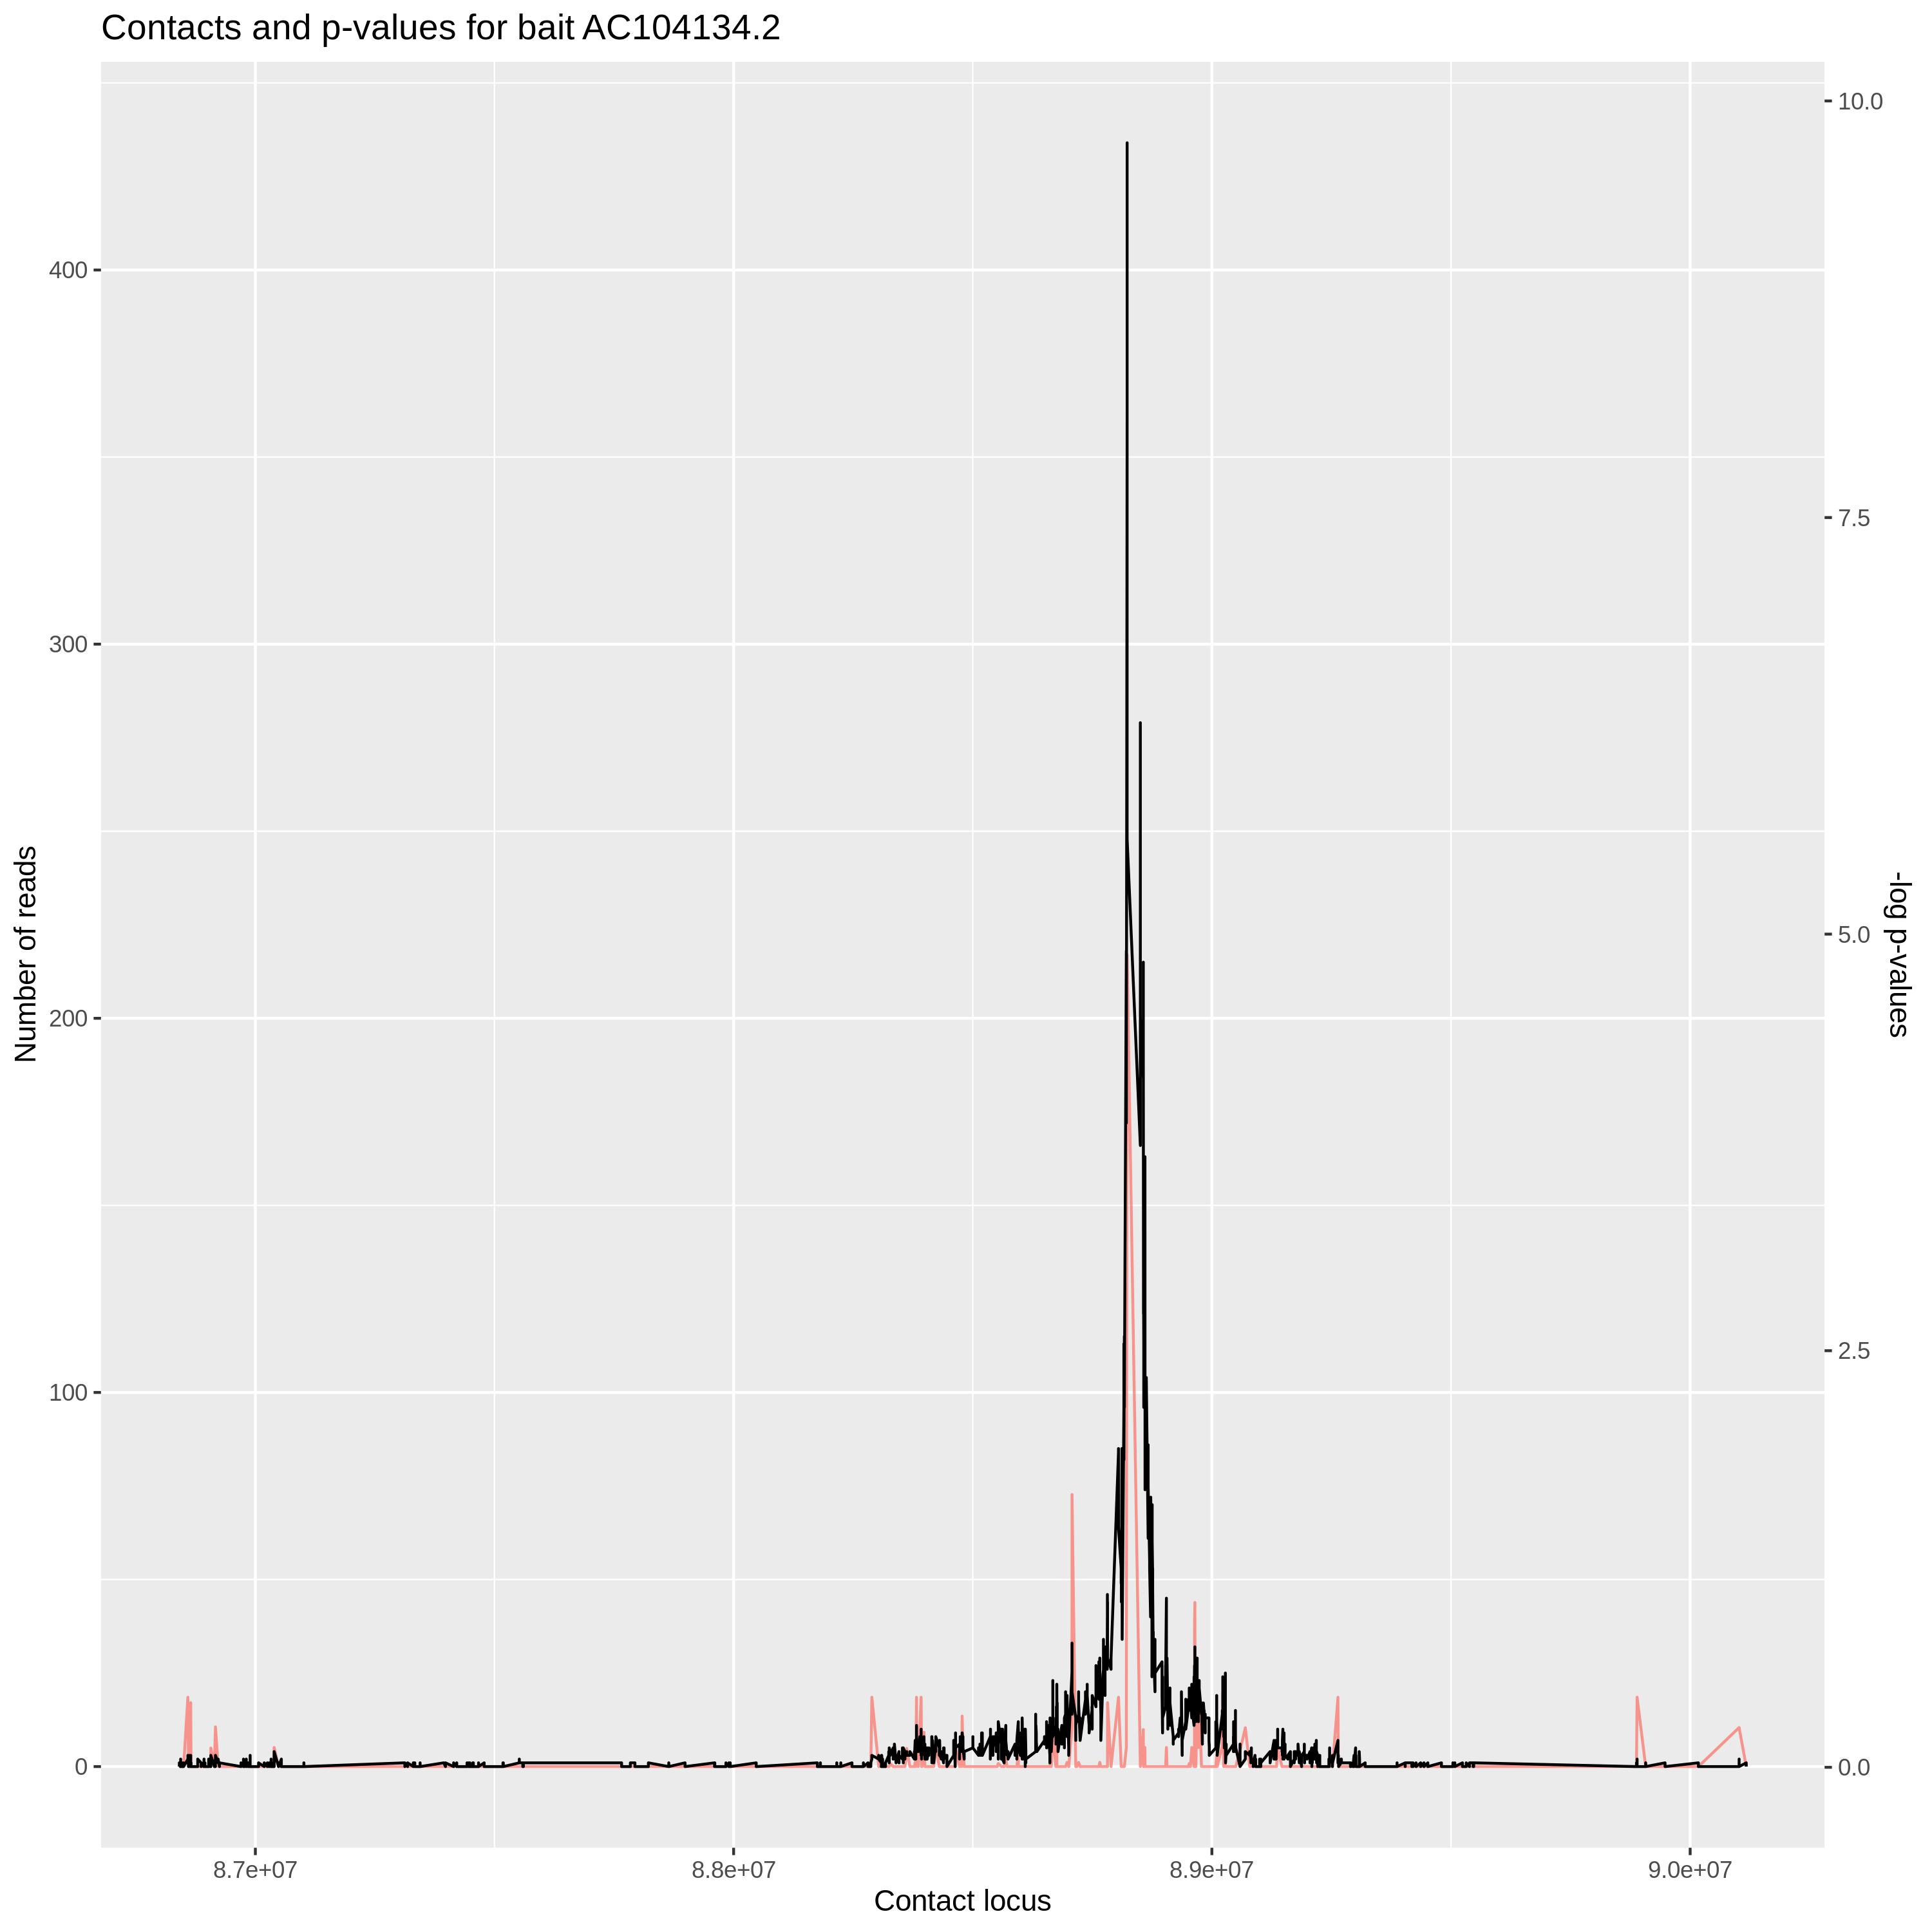 Contacts and p-values for bait AC104134.2
400
300
200
100
0
Number of reads
10.0
7.5
5.0
2.5
0.0
-log p-values
8.7e+07
8.8e+07
8.9e+07
9.0e+07
Contact locus